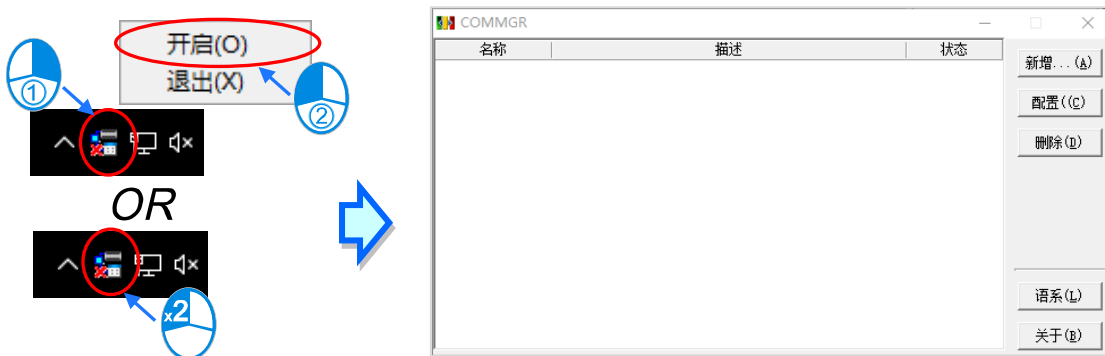 开启(O)
退出(X)
①
②
OR
x2
COMMGR
名称 描述 状态
新增...(A)
配置((C)
删除(D)
语系(L)
关于(B)